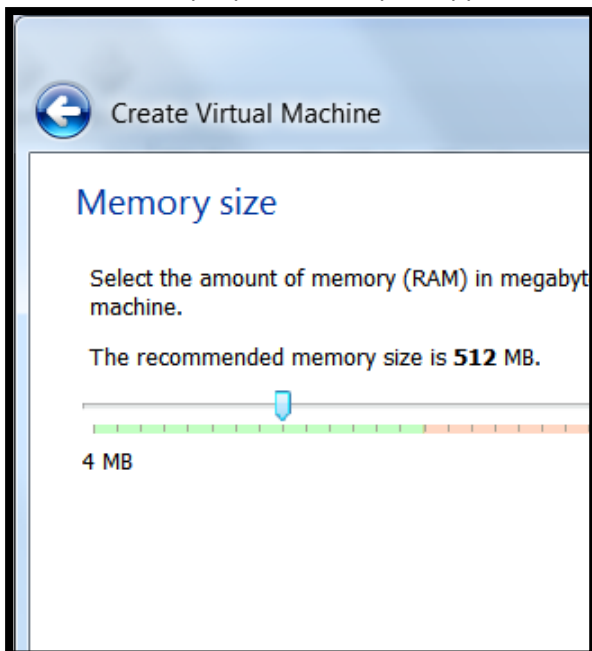 Create Virtual Machine
Memory size
Select the amount of memory (RAM) in megabyt
machine.
The recommended memory size is 512 MB.
4 MB